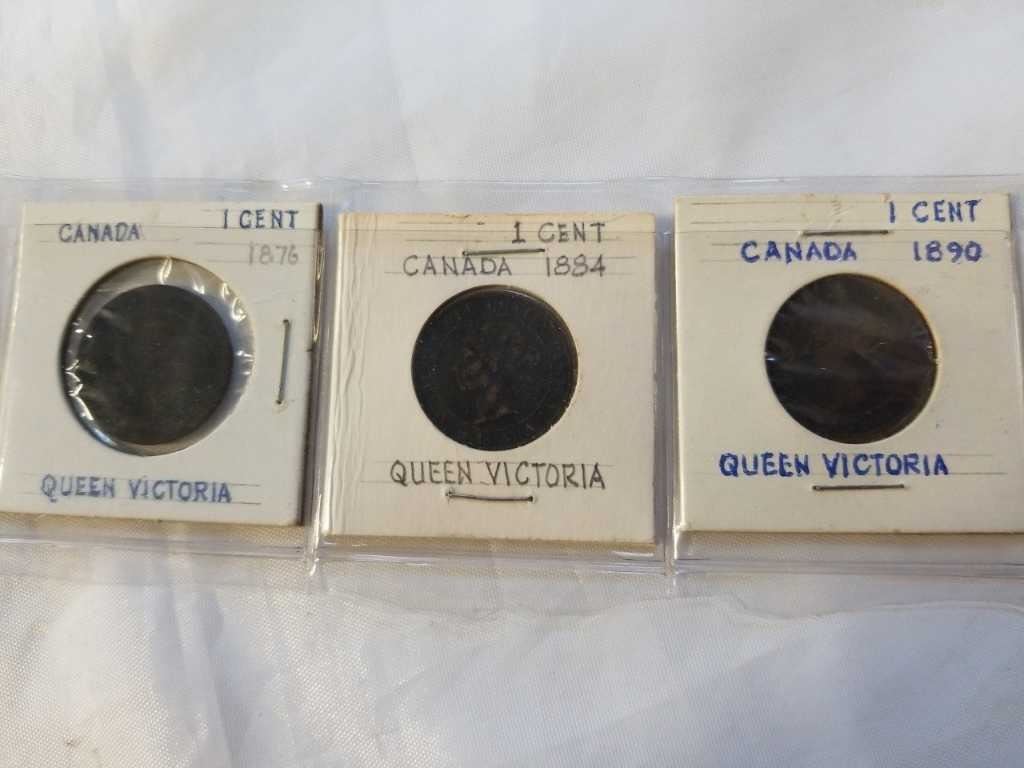 1 CENT
CANADA
1876
QUEEN VICTORIA
1 CENT
CANADA 1884
QUEEN VICTORIA
1 CENT
CANADA 1890
QUEEN VICTORIA